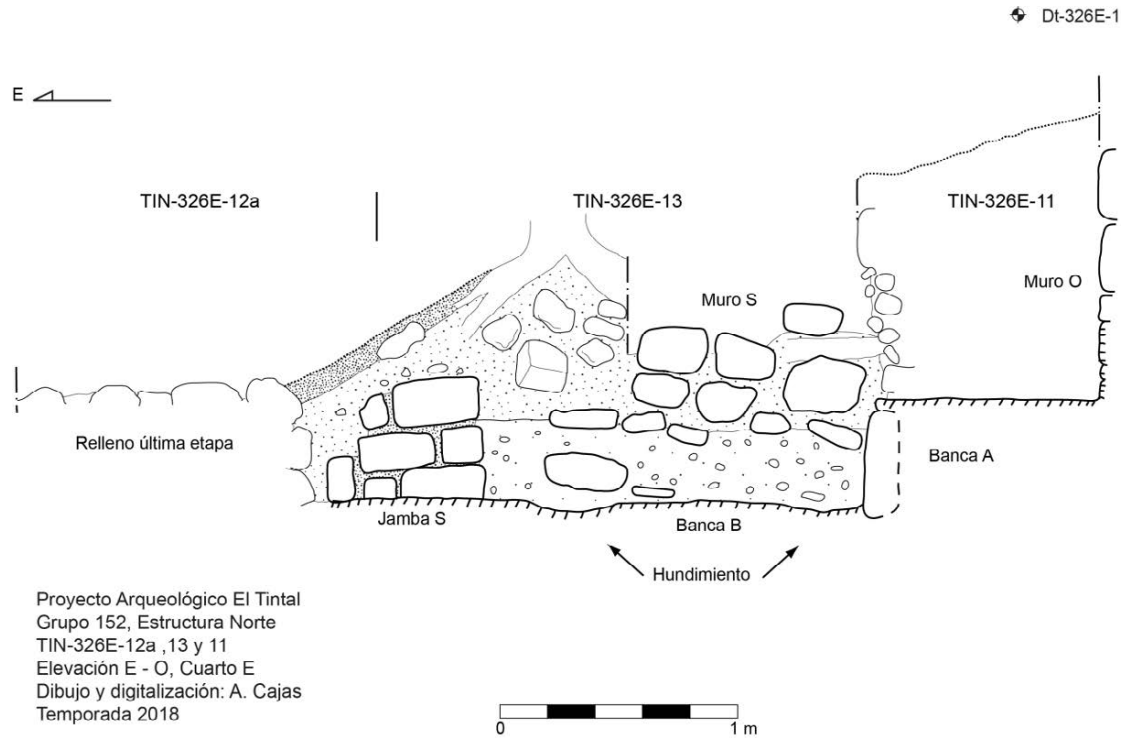 Dt-326E-1
E
TIN-326E-12a
TIN-326E-13
TIN-326E-11
Muro O
Muro S
Relleno última etapa
Banca A
Jamba S
Banca B
Hundimiento
Proyecto Arqueológico El Tintal
Grupo 152, Estructura Norte
TIN-326E-12a ,13 y 11
Elevación E - O, Cuarto E
Dibujo y digitalización: A. Cajas
Temporada 2018
0 1 m